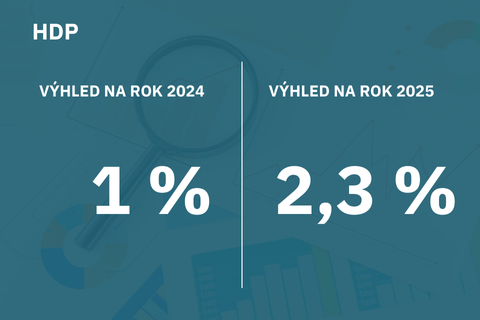 HDP
VÝHLED NA ROK 2024
1 %
VÝHLED NA ROK 2025
2,3 %